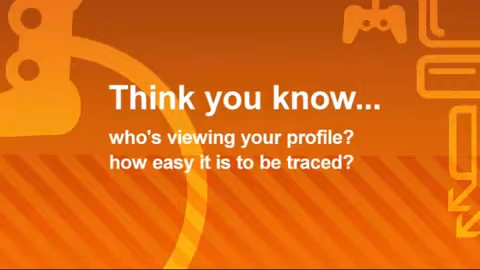 Think you know...
who's viewing your profile?
how easy it is to be traced?